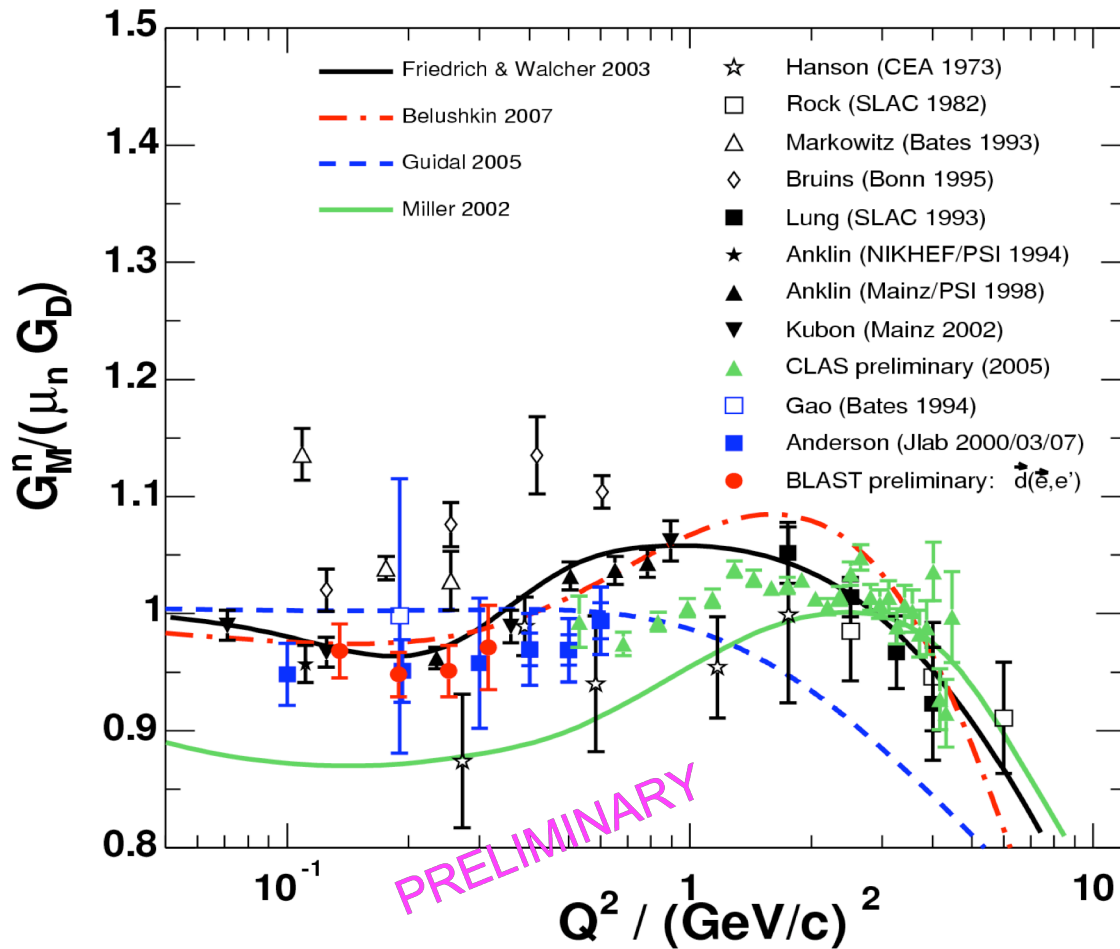 1.5
1.4
1.3
1.2
1.1
1
0.9
0.8
G_M^n/(μ_n G_D)
Friedrich & Walcher 2003
Belushkin 2007
Guidal 2005
Miller 2002
Hanson (CEA 1973)
Rock (SLAC 1982)
Markowitz (Bates 1993)
Bruins (Bonn 1995)
Lung (SLAC 1993)
Anklin (NIKHEF/PSI 1994)
Anklin (Mainz/PSI 1998)
Kubon (Mainz 2002)
CLAS preliminary (2005)
Gao (Bates 1994)
Anderson (Jlab 2000/03/07)
BLAST preliminary: d(e,e')
PRELIMINARY
10^-1 1 2 10
Q^2 / (GeV/c)^2